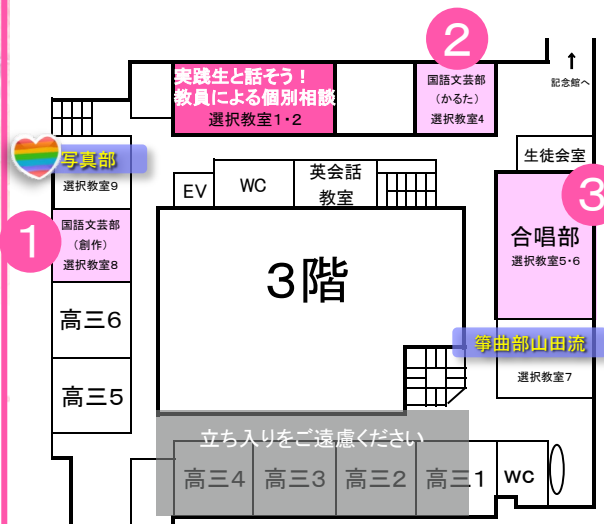 2
↑
記念館へ
実践生と話そう！
教員による個別相談
選択教室1・2
国語文芸部
（かるた）
選択教室4
写真部
選択教室9
EV
WC
英会話
教室
生徒会室
3
1
国語文芸部
（創作）
選択教室8
3階
合唱部
選択教室5・6
高三6
箏曲部山田流
選択教室7
高三5
立ち入りをご遠慮ください
高三4
高三3
高三2
高三1
WC